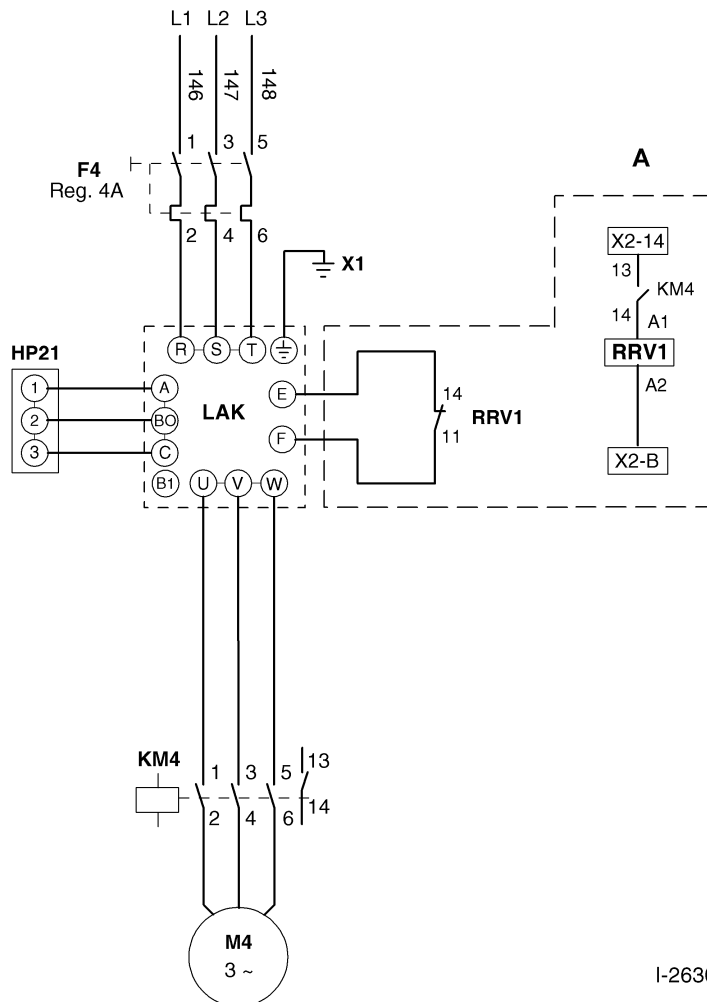 L1 L2 L3
146 147 148
1 3 5
F4
Reg. 4A
2 4 6
X1
A
X2-14
13
KM4
14 A1
RRV1
A2
X2-B
HP21
R S T
1 A
2 BO
3 C
B1
LAK
E
F
U V W
14
RRV1
11
KM4
1 3 5 13
2 4 6 14
M4
3 ~